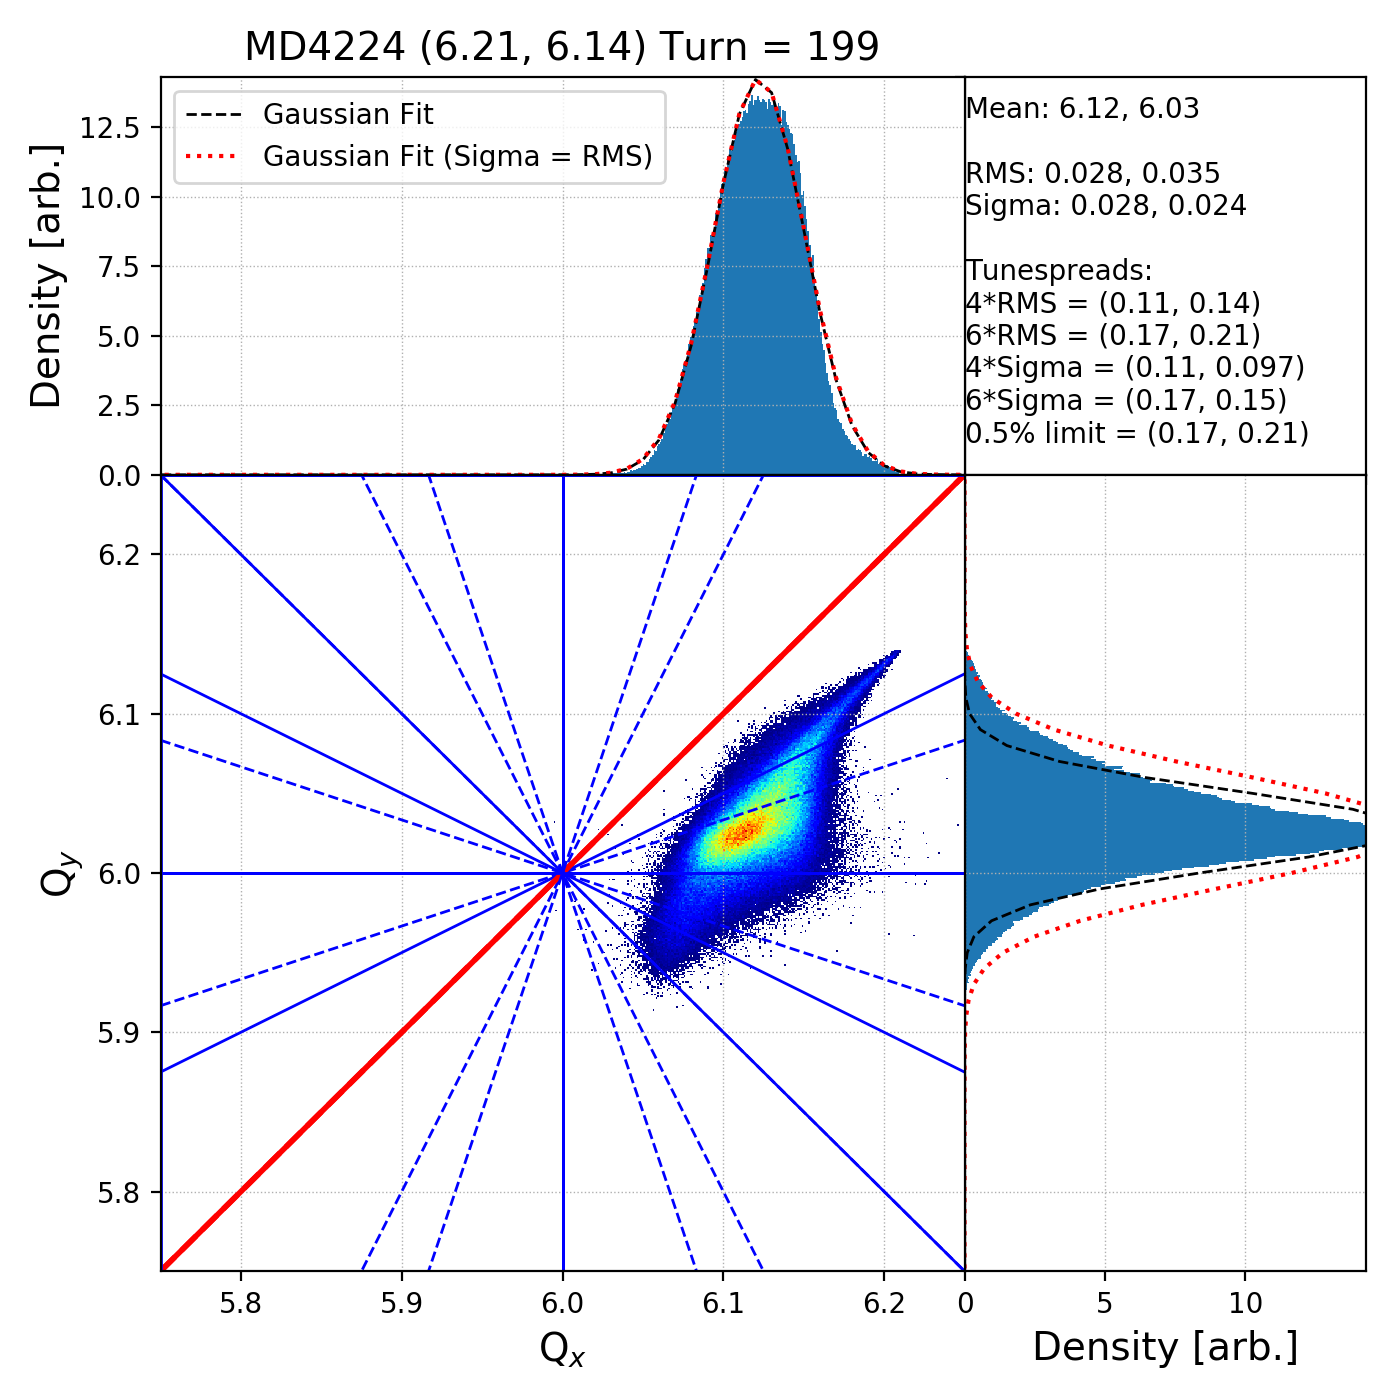 MD4224 (6.21, 6.14) Turn = 199
Gaussian Fit
Gaussian Fit (Sigma = RMS)
Density [arb.]
12.5
10.0
7.5
5.0
2.5
0.0
Mean: 6.12, 6.03
RMS: 0.028, 0.035
Sigma: 0.028, 0.024
Tunespreads:
4*RMS = (0.11, 0.14)
6*RMS = (0.17, 0.21)
4*Sigma = (0.11, 0.097)
6*Sigma = (0.17, 0.15)
0.5% limit = (0.17, 0.21)
Qy
6.2
6.1
6.0
5.9
5.8
5.8 5.9 6.0 6.1 6.2
Qx
0 5 10
Density [arb.]